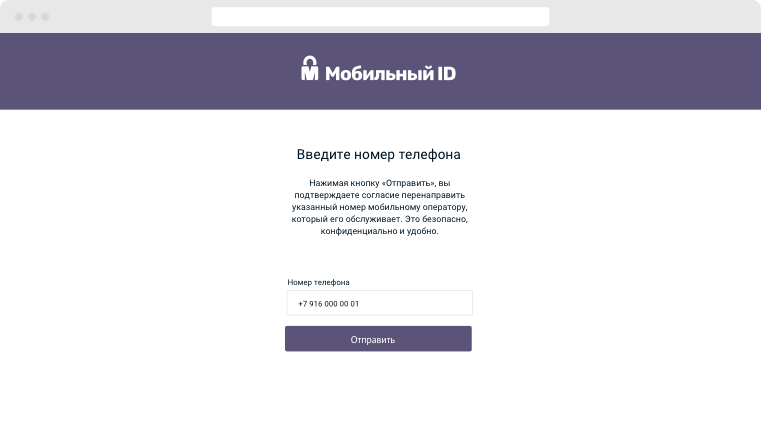 Мобильный ID
Введите номер телефона
Нажимая кнопку «Отправить», вы
подтверждаете согласие перенаправить
указанный номер мобильному оператору,
который его обслуживает. Это безопасно,
конфиденциально и удобно.
Номер телефона
+7 916 000 00 01
Отправить